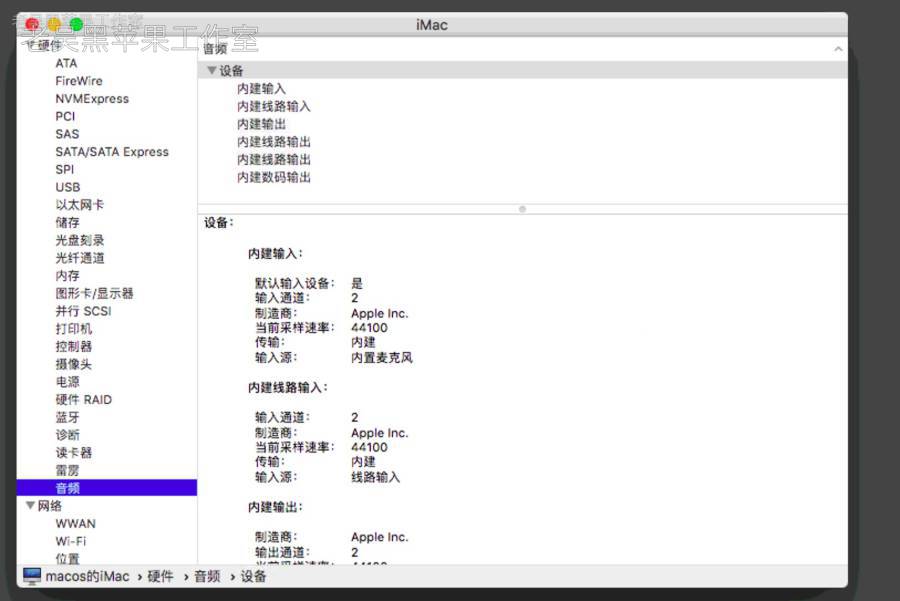 iMac
老吴黑苹果工作室
硬件
ATA
FireWire
NVMExpress
PCI
SAS
SATA/SATA Express
SPI
USB
以太网卡
储存
光盘刻录
光纤通道
内存
图形卡/显示器
并行 SCSI
打印机
控制器
摄像头
电源
硬件 RAID
蓝牙
诊断
读卡器
雷雳
音频
网络
WWAN
Wi-Fi
位置
音频
设备
内建输入
内建线路输入
内建输出
内建线路输出
内建线路输出
内建数码输出
设备：
内建输入：
默认输入设备： 是
输入通道： 2
制造商： Apple Inc.
当前采样速率： 44100
传输： 内建
输入源： 内置麦克风
内建线路输入：
输入通道： 2
制造商： Apple Inc.
当前采样速率： 44100
传输： 内建
输入源： 线路输入
内建输出：
制造商： Apple Inc.
输出通道： 2
当前采样速率： 44100
macos的iMac › 硬件 › 音频 › 设备